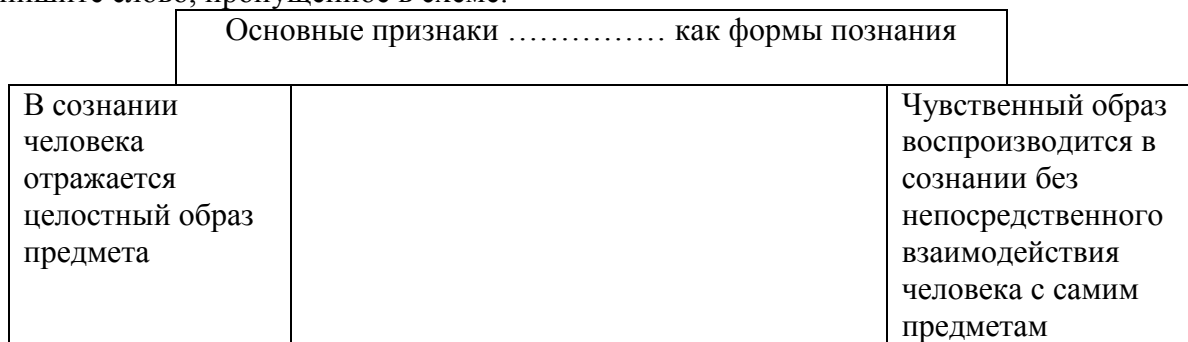 Основные признаки …………… как формы познания
В сознании
человека
отражается
целостный образ
предмета
Чувственный образ
воспроизводится в
сознании без
непосредственного
взаимодействия
человека с самим
предметам